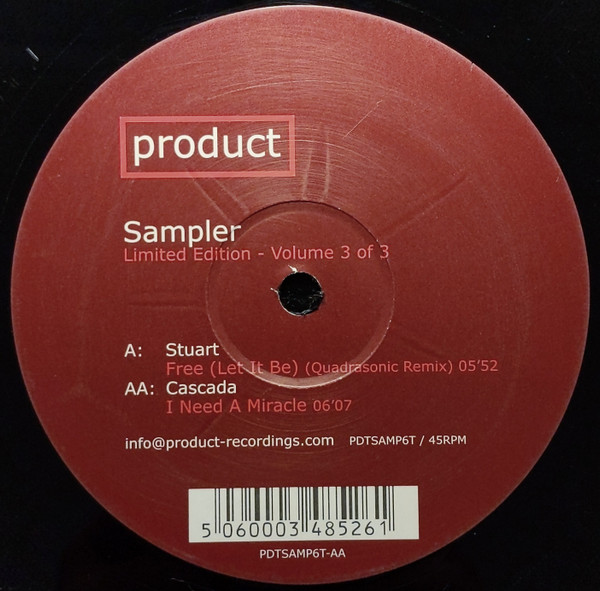 product
Sampler
Limited Edition - Volume 3 of 3
A: Stuart
Free (Let It Be) (Quadrasonic Remix) 05'52
AA: Cascada
I Need A Miracle 06'07
info@product-recordings.com PDTSAMP6T / 45RPM
5 060003 485261
PDTSAMP6T-AA